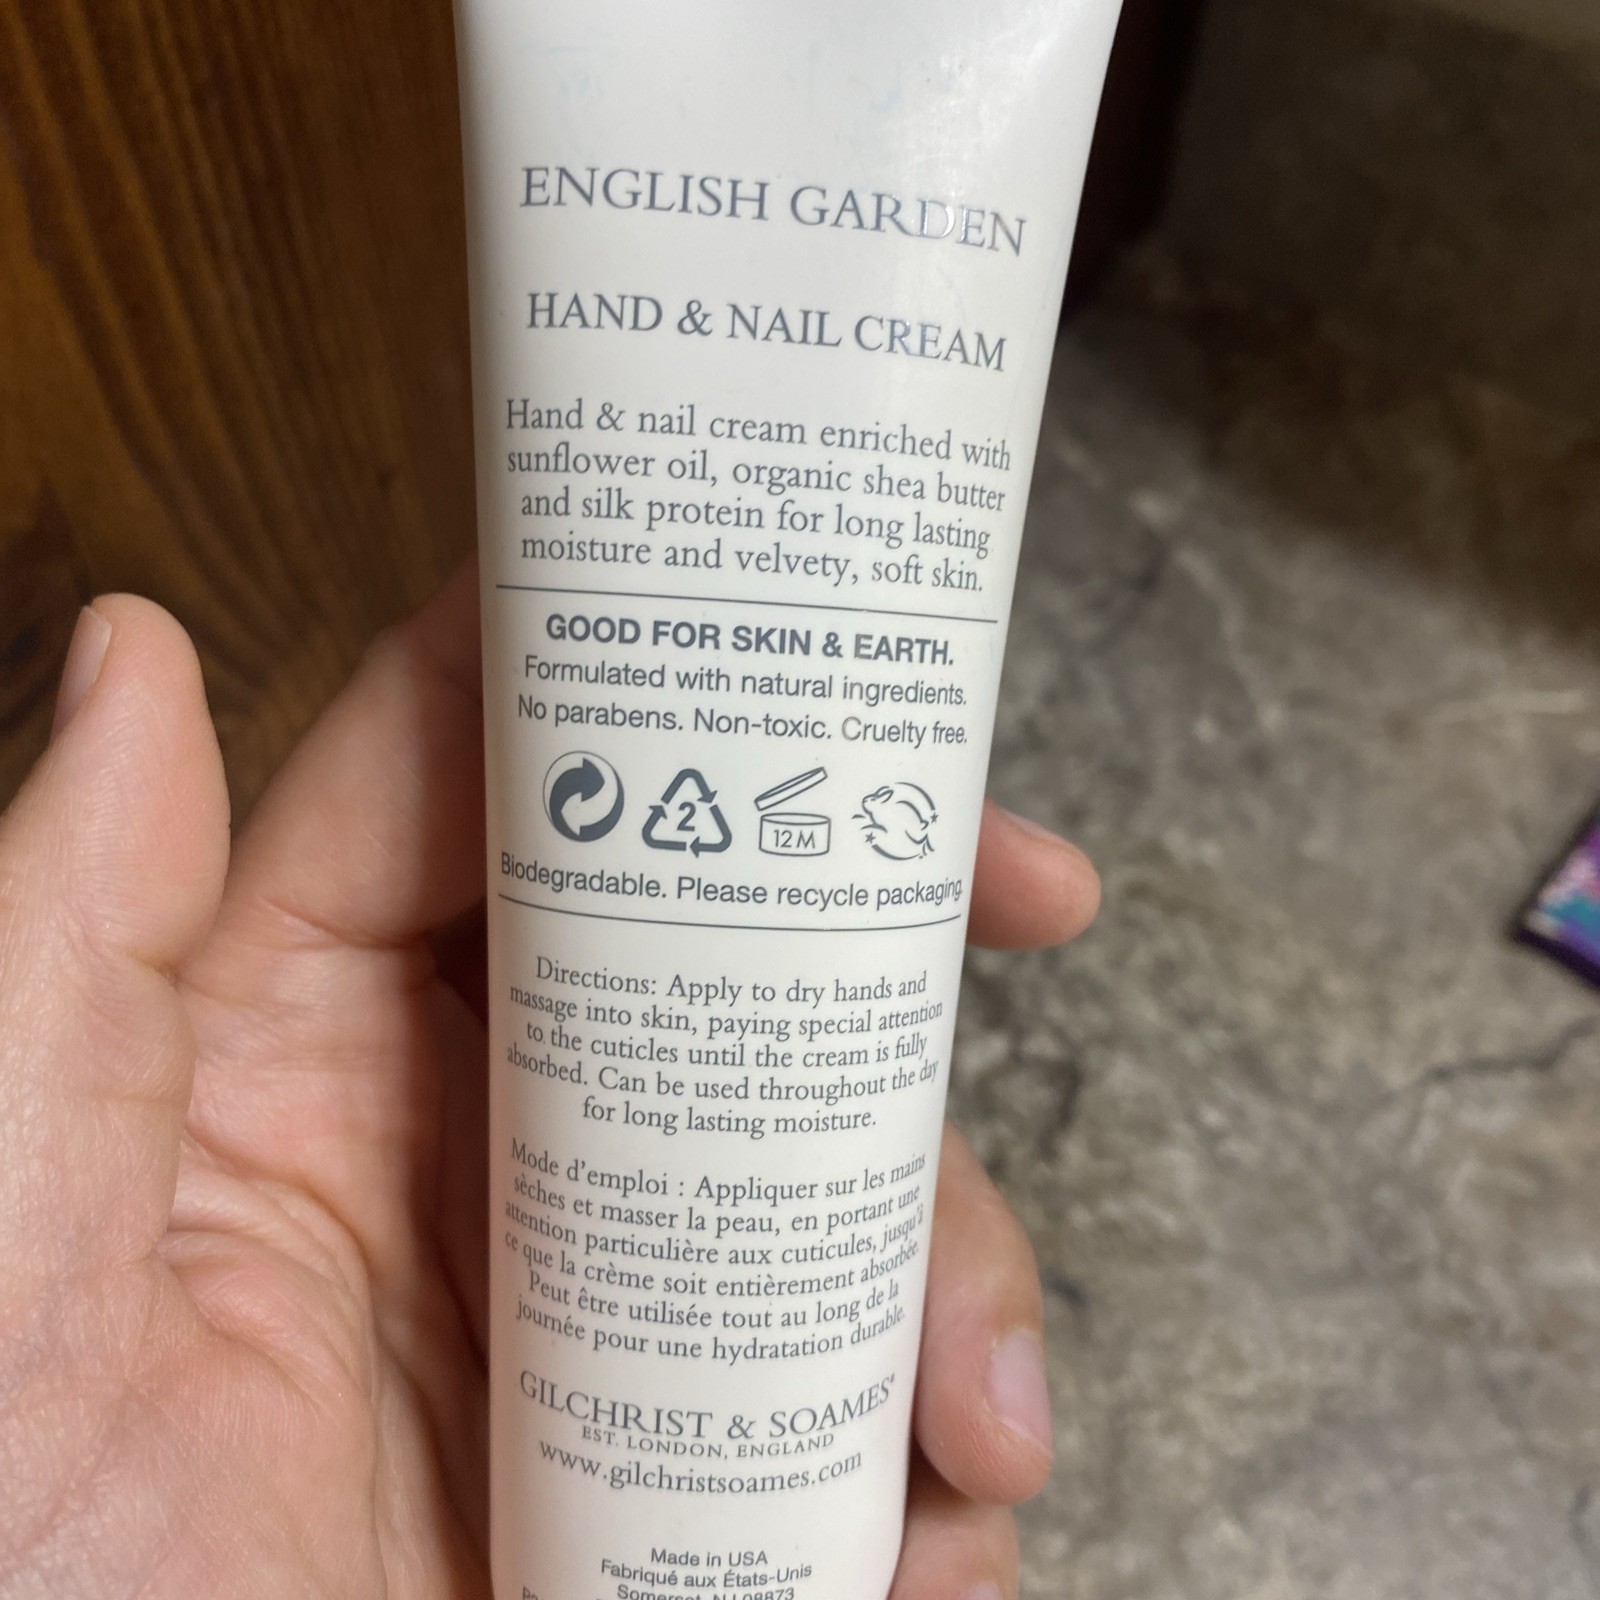 ENGLISH GARDEN
HAND & NAIL CREAM
Hand & nail cream enriched with
sunflower oil, organic shea butter
and silk protein for long lasting
moisture and velvety, soft skin.
GOOD FOR SKIN & EARTH.
Formulated with natural ingredients.
No parabens. Non-toxic. Cruelty free.
2
12 M
Biodegradable. Please recycle packaging.
Directions: Apply to dry hands and
massage into skin, paying special attention
to the cuticles until the cream is fully
absorbed. Can be used throughout the day
for long lasting moisture.
Mode d'emploi : Appliquer sur les mains
sèches et masser la peau, en portant une
attention particulière aux cuticules, jusqu'à
ce que la crème soit entièrement absorbée.
Peut être utilisée tout au long de la
journée pour une hydratation durable.
GILCHRIST & SOAMES®
EST. LONDON, ENGLAND
www.gilchristsoames.com
Made in USA
Fabriqué aux États-Unis
Somerset, NJ 08873